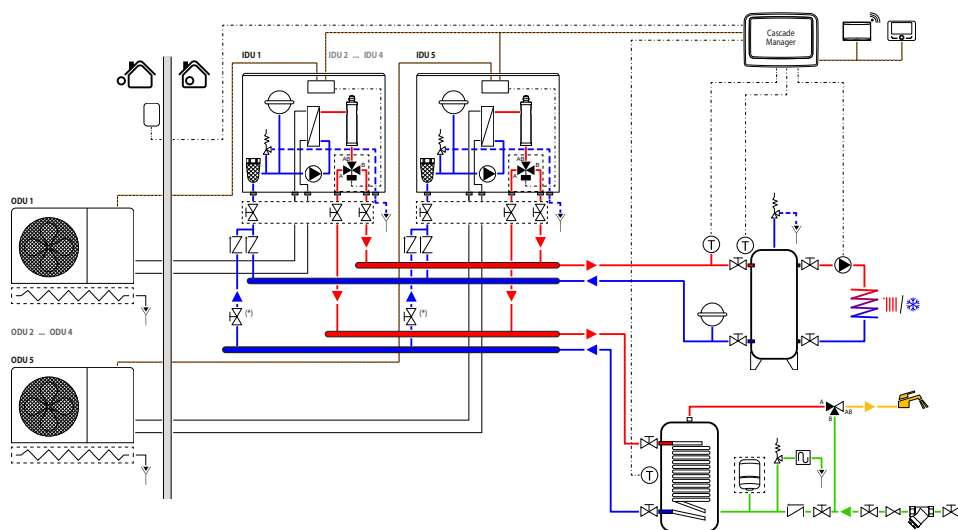 Cascade
Manager
IDU 1
IDU 2 ... IDU 4
IDU 5
AB
A
B
AB
A
B
ODU 1
T
T
(*)
(*)
/
ODU 2 ... ODU 4
ODU 5
A
AB
B
T